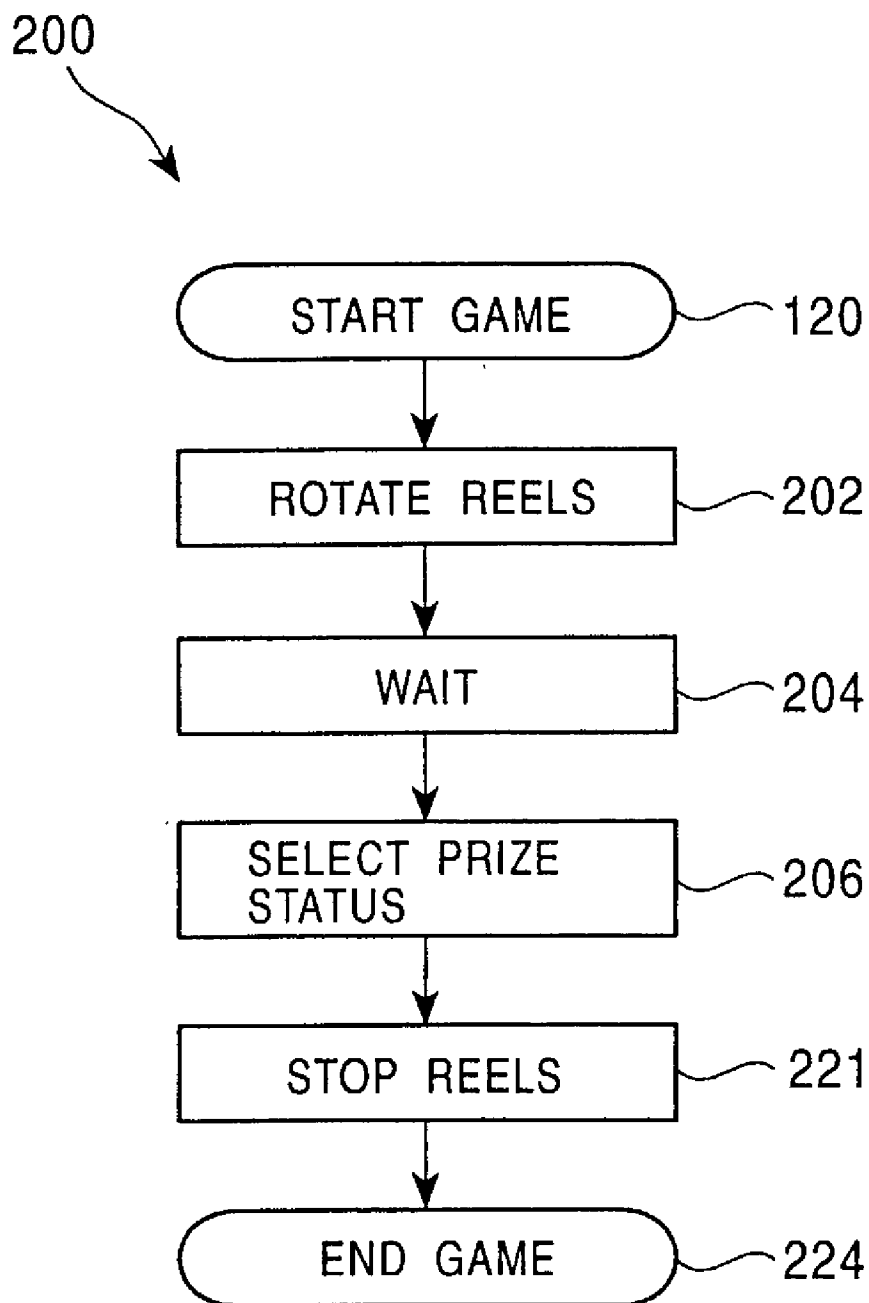 200
START GAME
120
ROTATE REELS
202
WAIT
204
SELECT PRIZE
STATUS
206
STOP REELS
221
END GAME
224